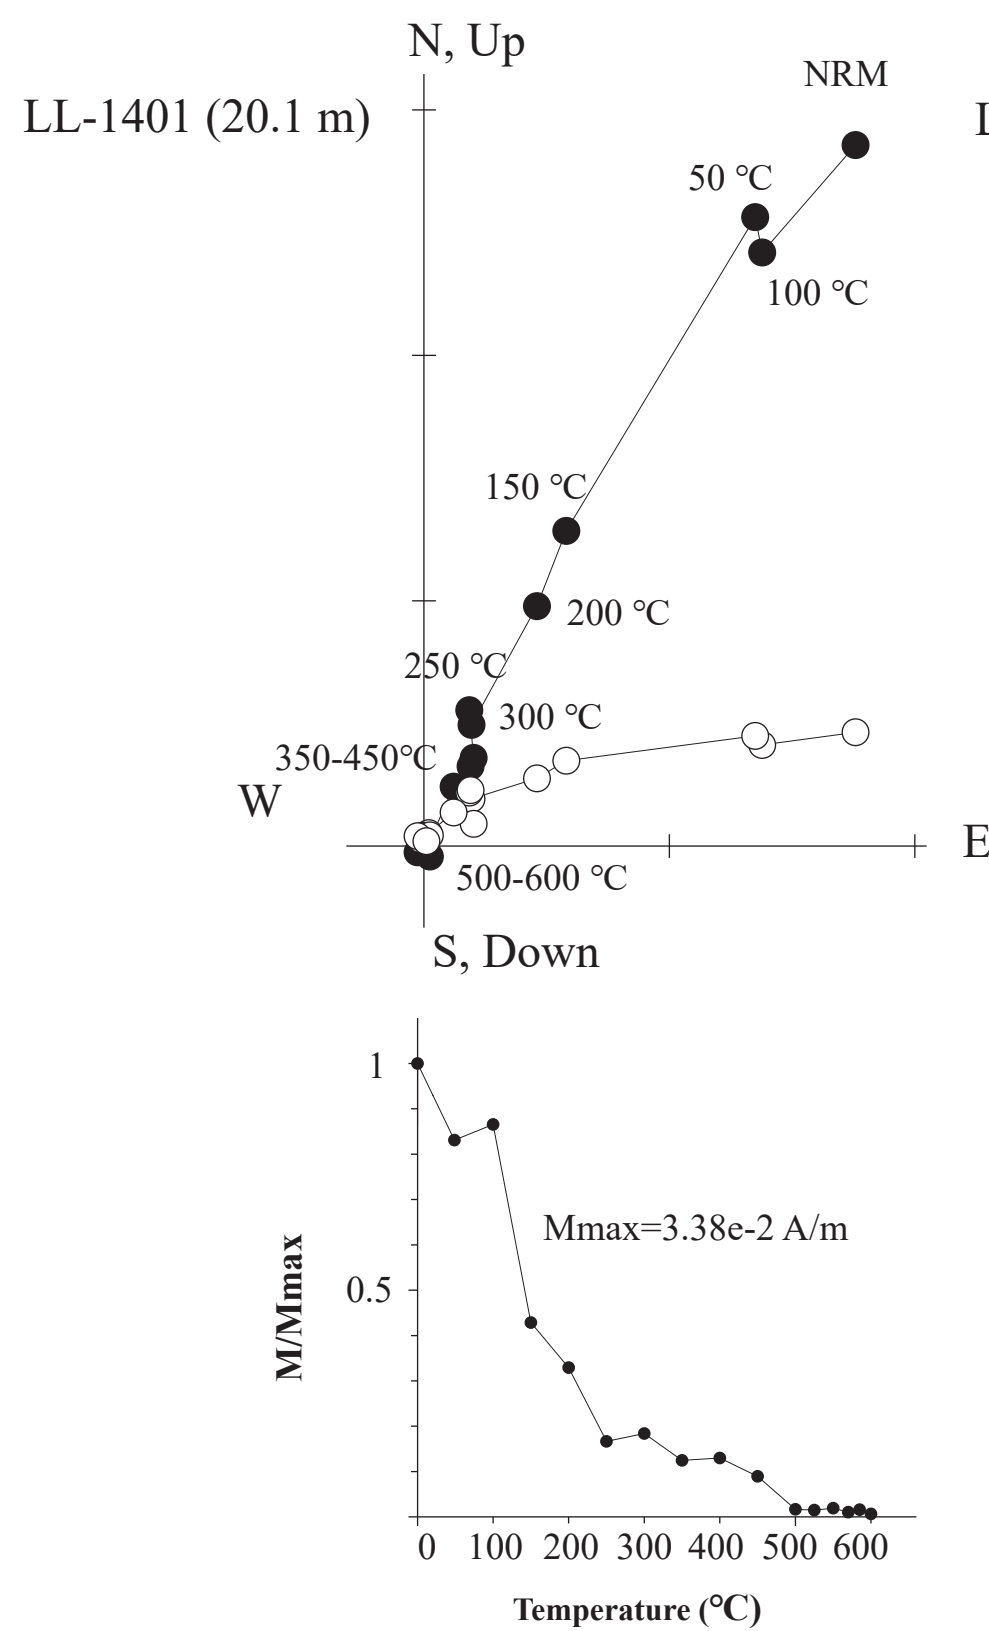 N, Up
NRM
LL-1401 (20.1 m)
50 °C
100 °C
150 °C
200 °C
250 °C
300 °C
350-450°C
W
E
500-600 °C
S, Down
1
Mmax=3.38e-2 A/m
0.5
M/Mmax
0 100 200 300 400 500 600
Temperature (°C)